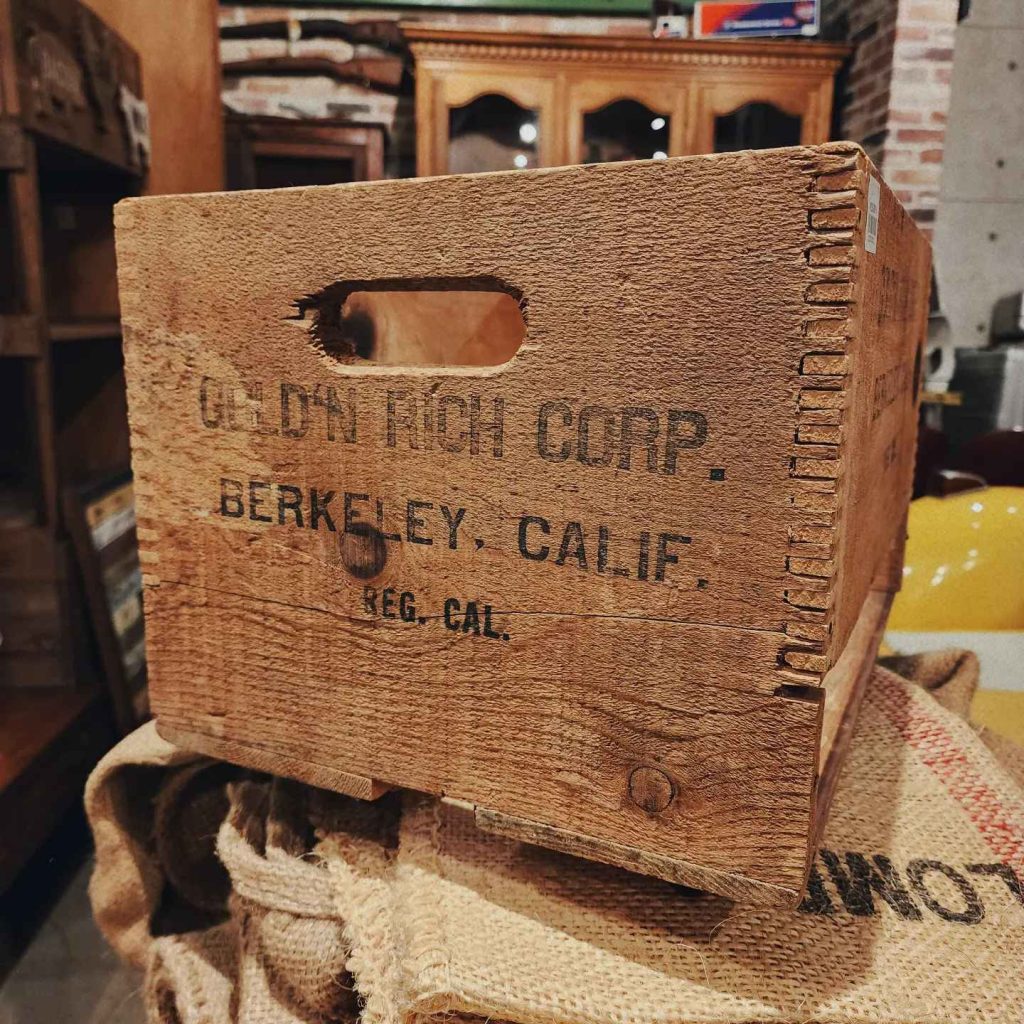 GOLD'N RICH CORP.
BERKELEY, CALIF.
REG. CAL.